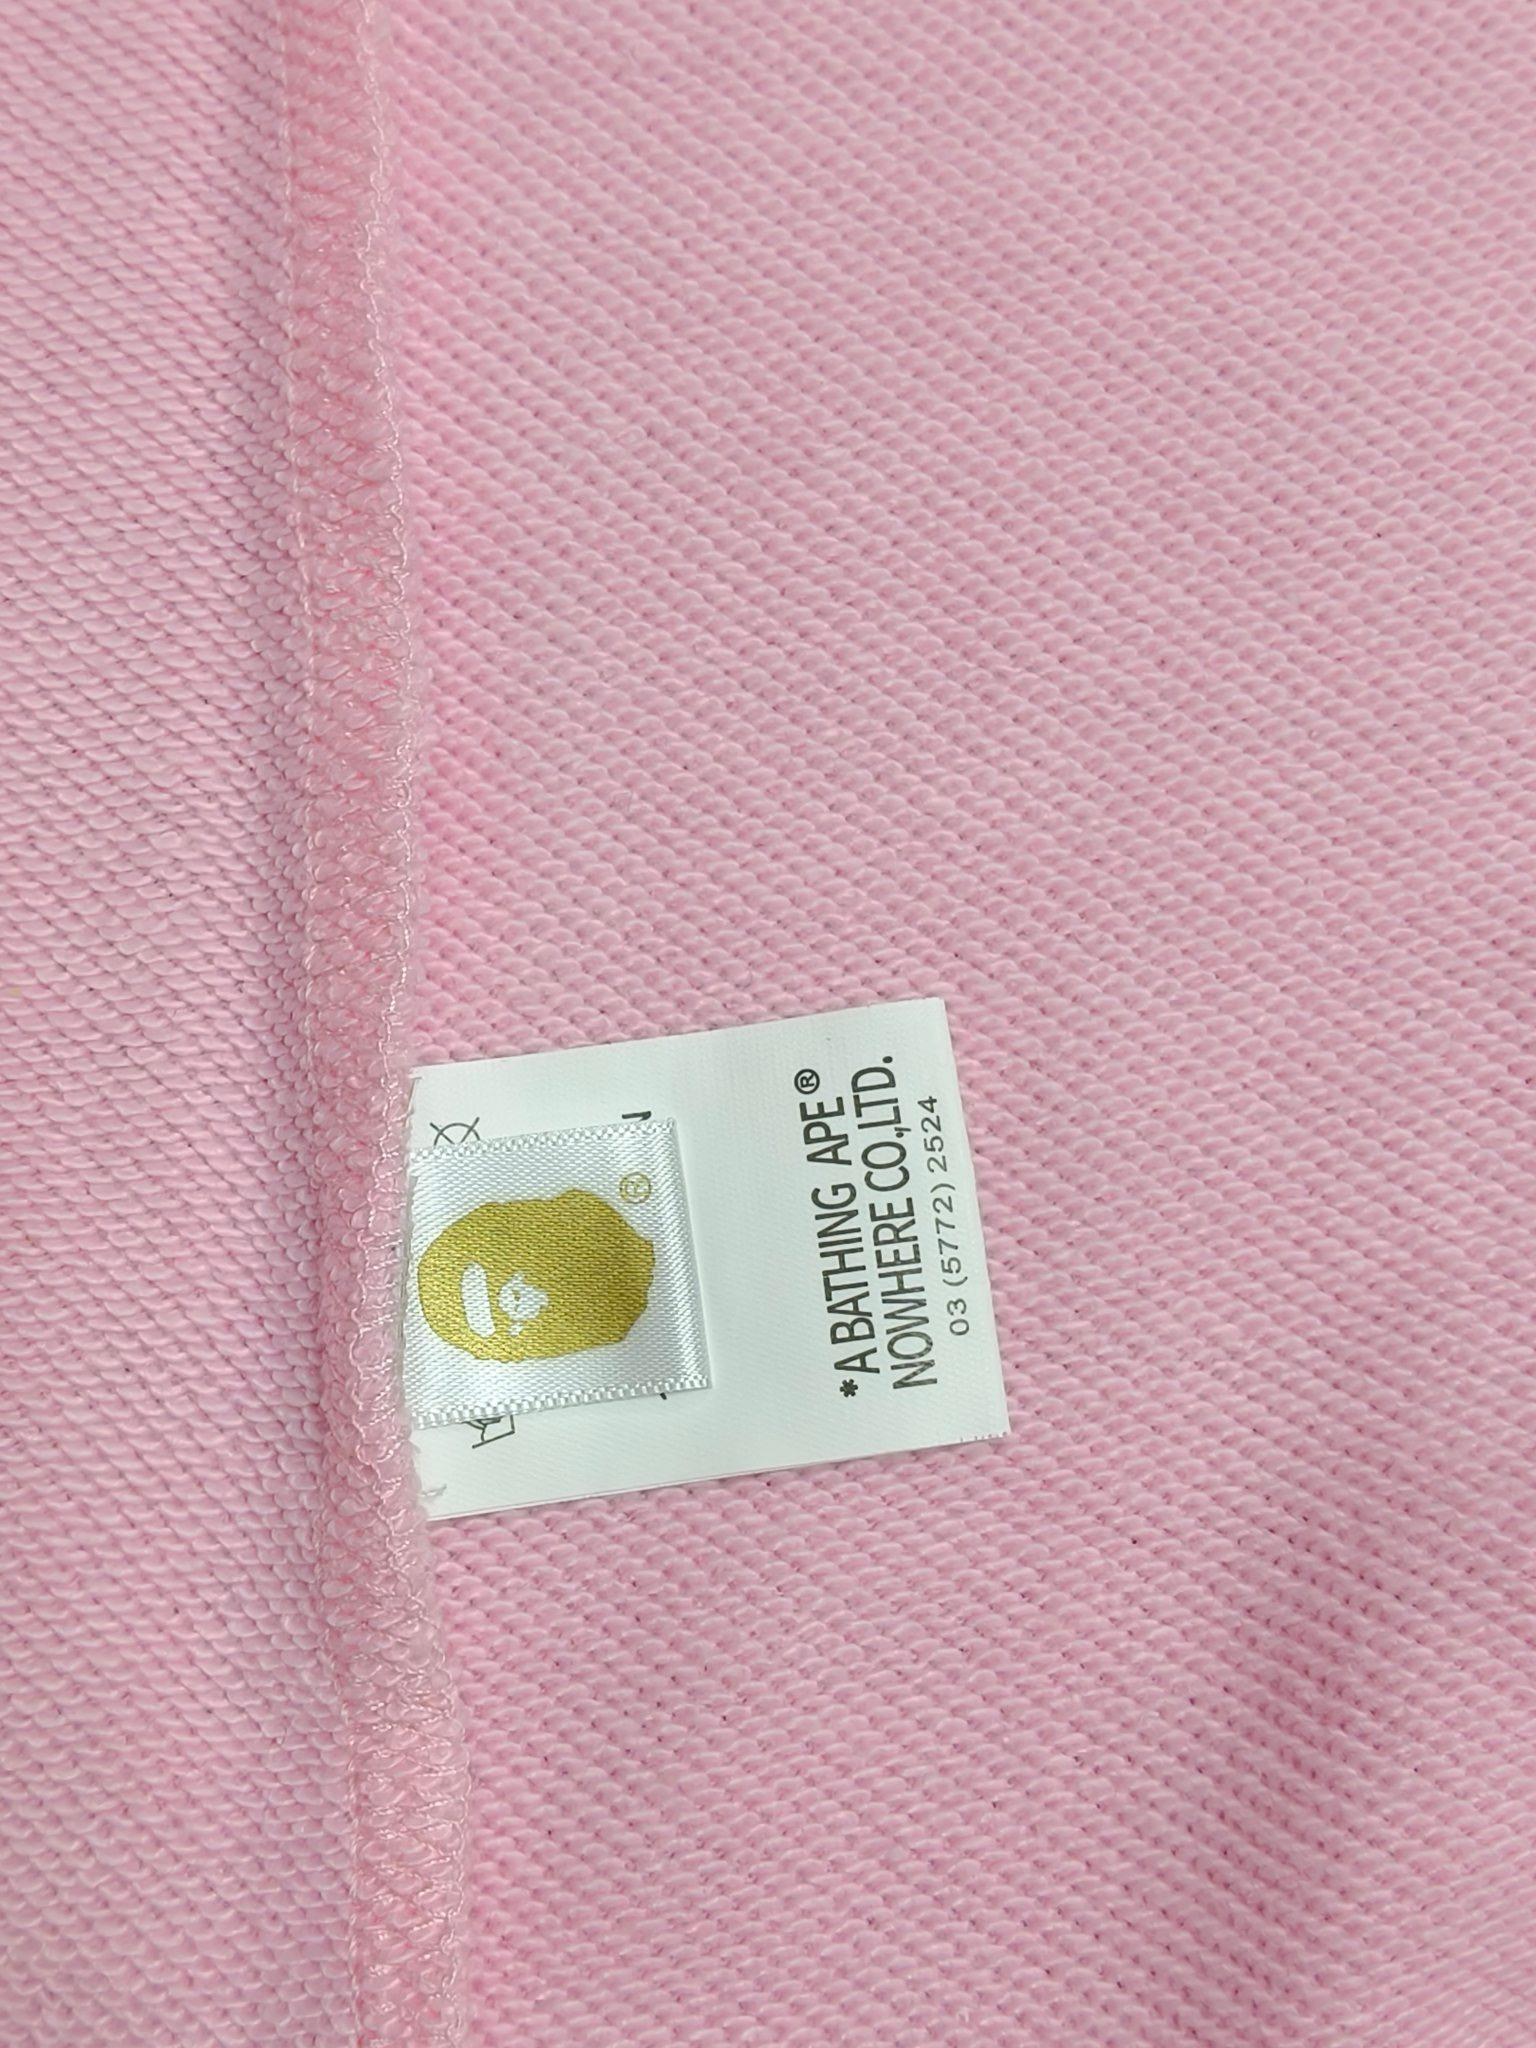 *A BATHING APE®
NOWHERE CO.,LTD.
03 (5772) 2524
®